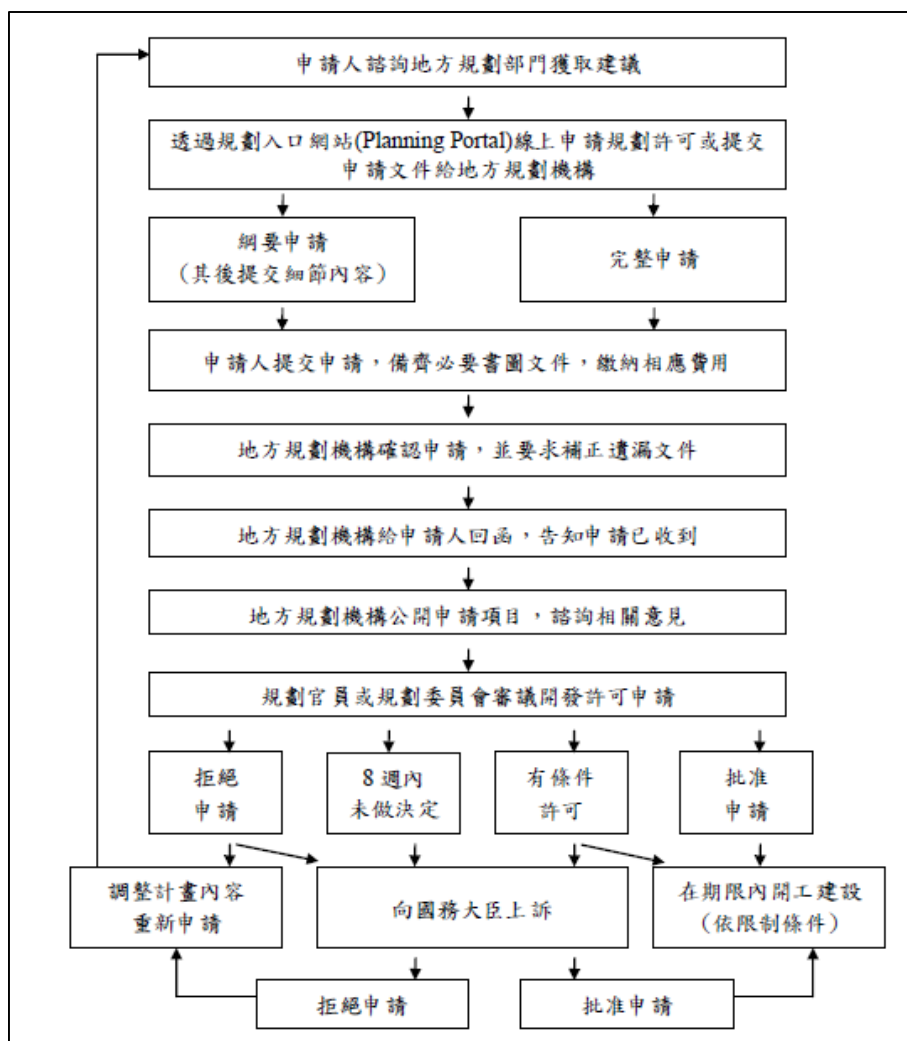 申請人諮詢地方規劃部門獲取建議
透過規劃入口網站(Planning Portal)線上申請規劃許可或提交
申請文件給地方規劃機構
綱要申請
(其後提交細節內容)
完整申請
申請人提交申請,備齊必要書圖文件,繳納相應費用
地方規劃機構確認申請,並要求補正遺漏文件
地方規劃機構給申請人回函,告知申請已收到
地方規劃機構公開申請項目,諮詢相關意見
規劃官員或規劃委員會審議開發許可申請
拒絕
申請
8 週內
未做決定
有條件
許可
批准
申請
調整計畫內容
重新申請
向國務大臣上訴
在期限內開工建設
(依限制條件)
拒絕申請
批准申請